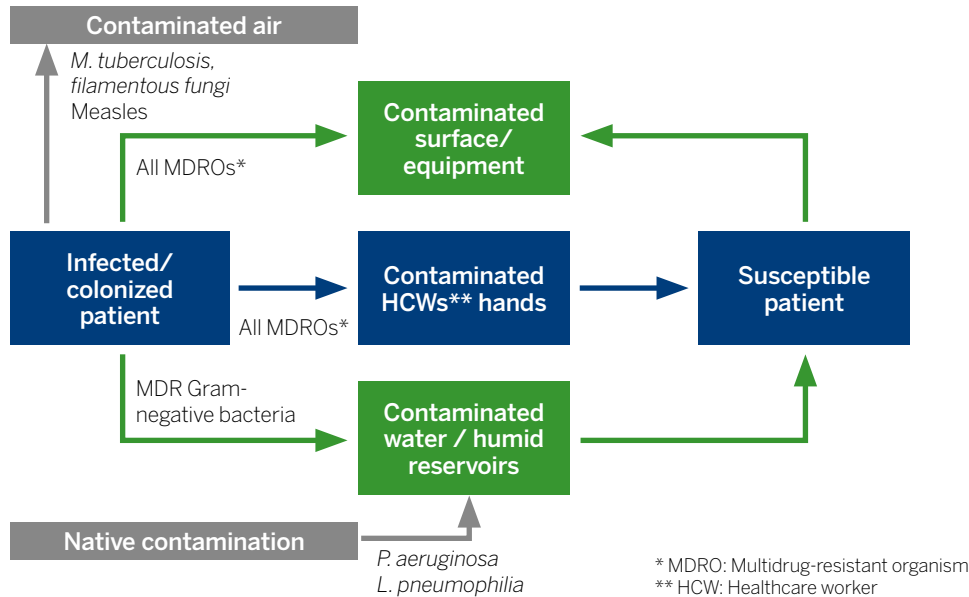 Contaminated air
M. tuberculosis,
filamentous fungi
Measles
All MDROs*
Contaminated
surface/
equipment
Infected/
colonized
patient
All MDROs*
Contaminated
HCWs** hands
Susceptible
patient
MDR Gram-
negative bacteria
Contaminated
water / humid
reservoirs
Native contamination
P. aeruginosa
L. pneumophilia
* MDRO: Multidrug-resistant organism
** HCW: Healthcare worker